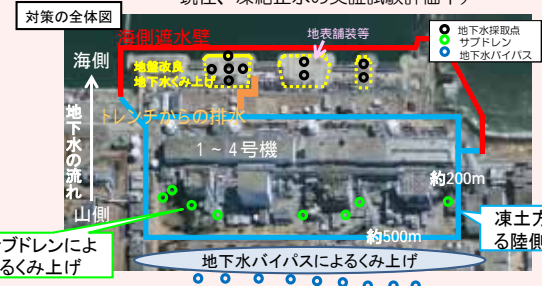 現在、凍結止水の実証試験評価中
対策の全体図
海側遮水壁
地表舗装等
地下水採取点
サブドレン
地下水バイパス
海側
地盤改良
地下水くみ上げ
トレンチからの排水
地下水の流れ
1~4号機
約200m
山側
凍土方
る陸側
ブドレンによ
るくみ上げ
約500m
地下水バイパスによるくみ上げ